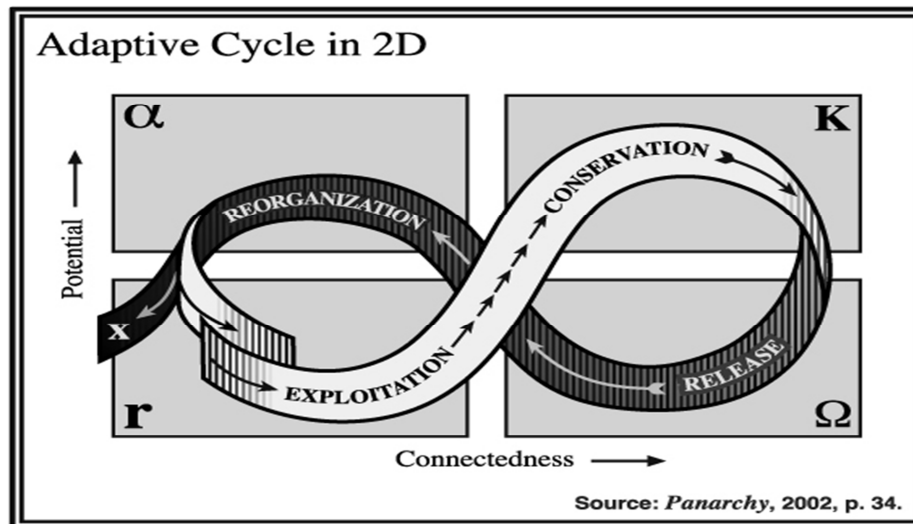 Adaptive Cycle in 2D
α
K
REORGANIZATION
CONSERVATION
Potential
x
EXPLOITATION
RELEASE
r
Ω
Connectedness
Source: Panarchy, 2002, p. 34.